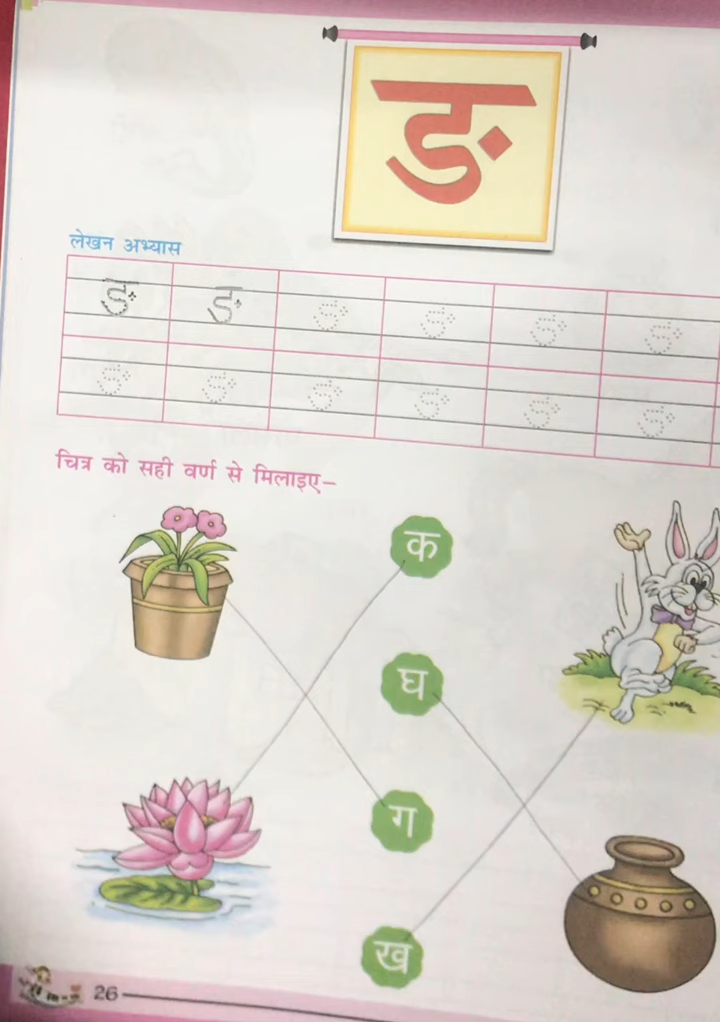 ङ
लेखन अभ्यास
ङ ङ ङ ङ ङ ङ
ङ ङ ङ ङ ङ ङ
चित्र को सही वर्ण से मिलाइए–
क
घ
ग
ख
26